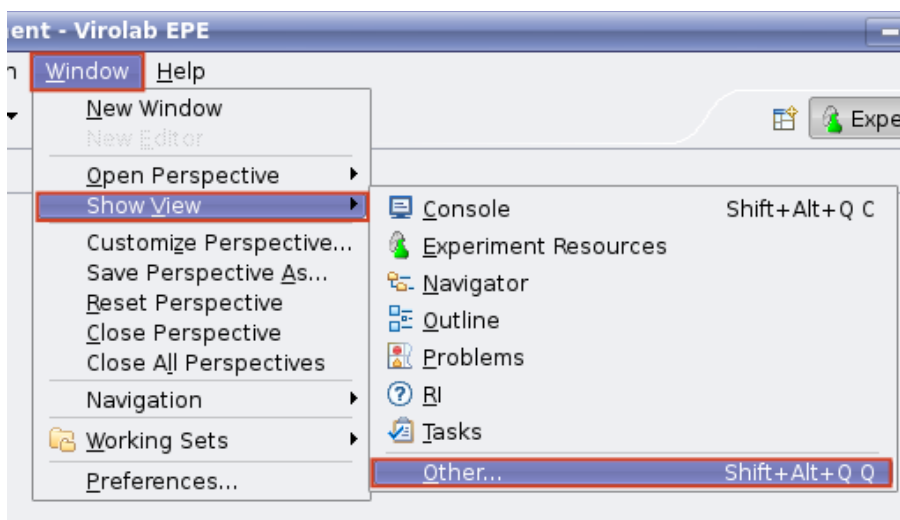 ent - Virolab EPE
n Window Help
New Window
New Editor
Expe
Open Perspective
Show View
Console Shift+Alt+Q C
Customize Perspective...
Experiment Resources
Save Perspective As...
Navigator
Reset Perspective
Outline
Close Perspective
Close All Perspectives
Problems
Navigation
RI
Working Sets
Tasks
Preferences...
Other... Shift+Alt+Q Q